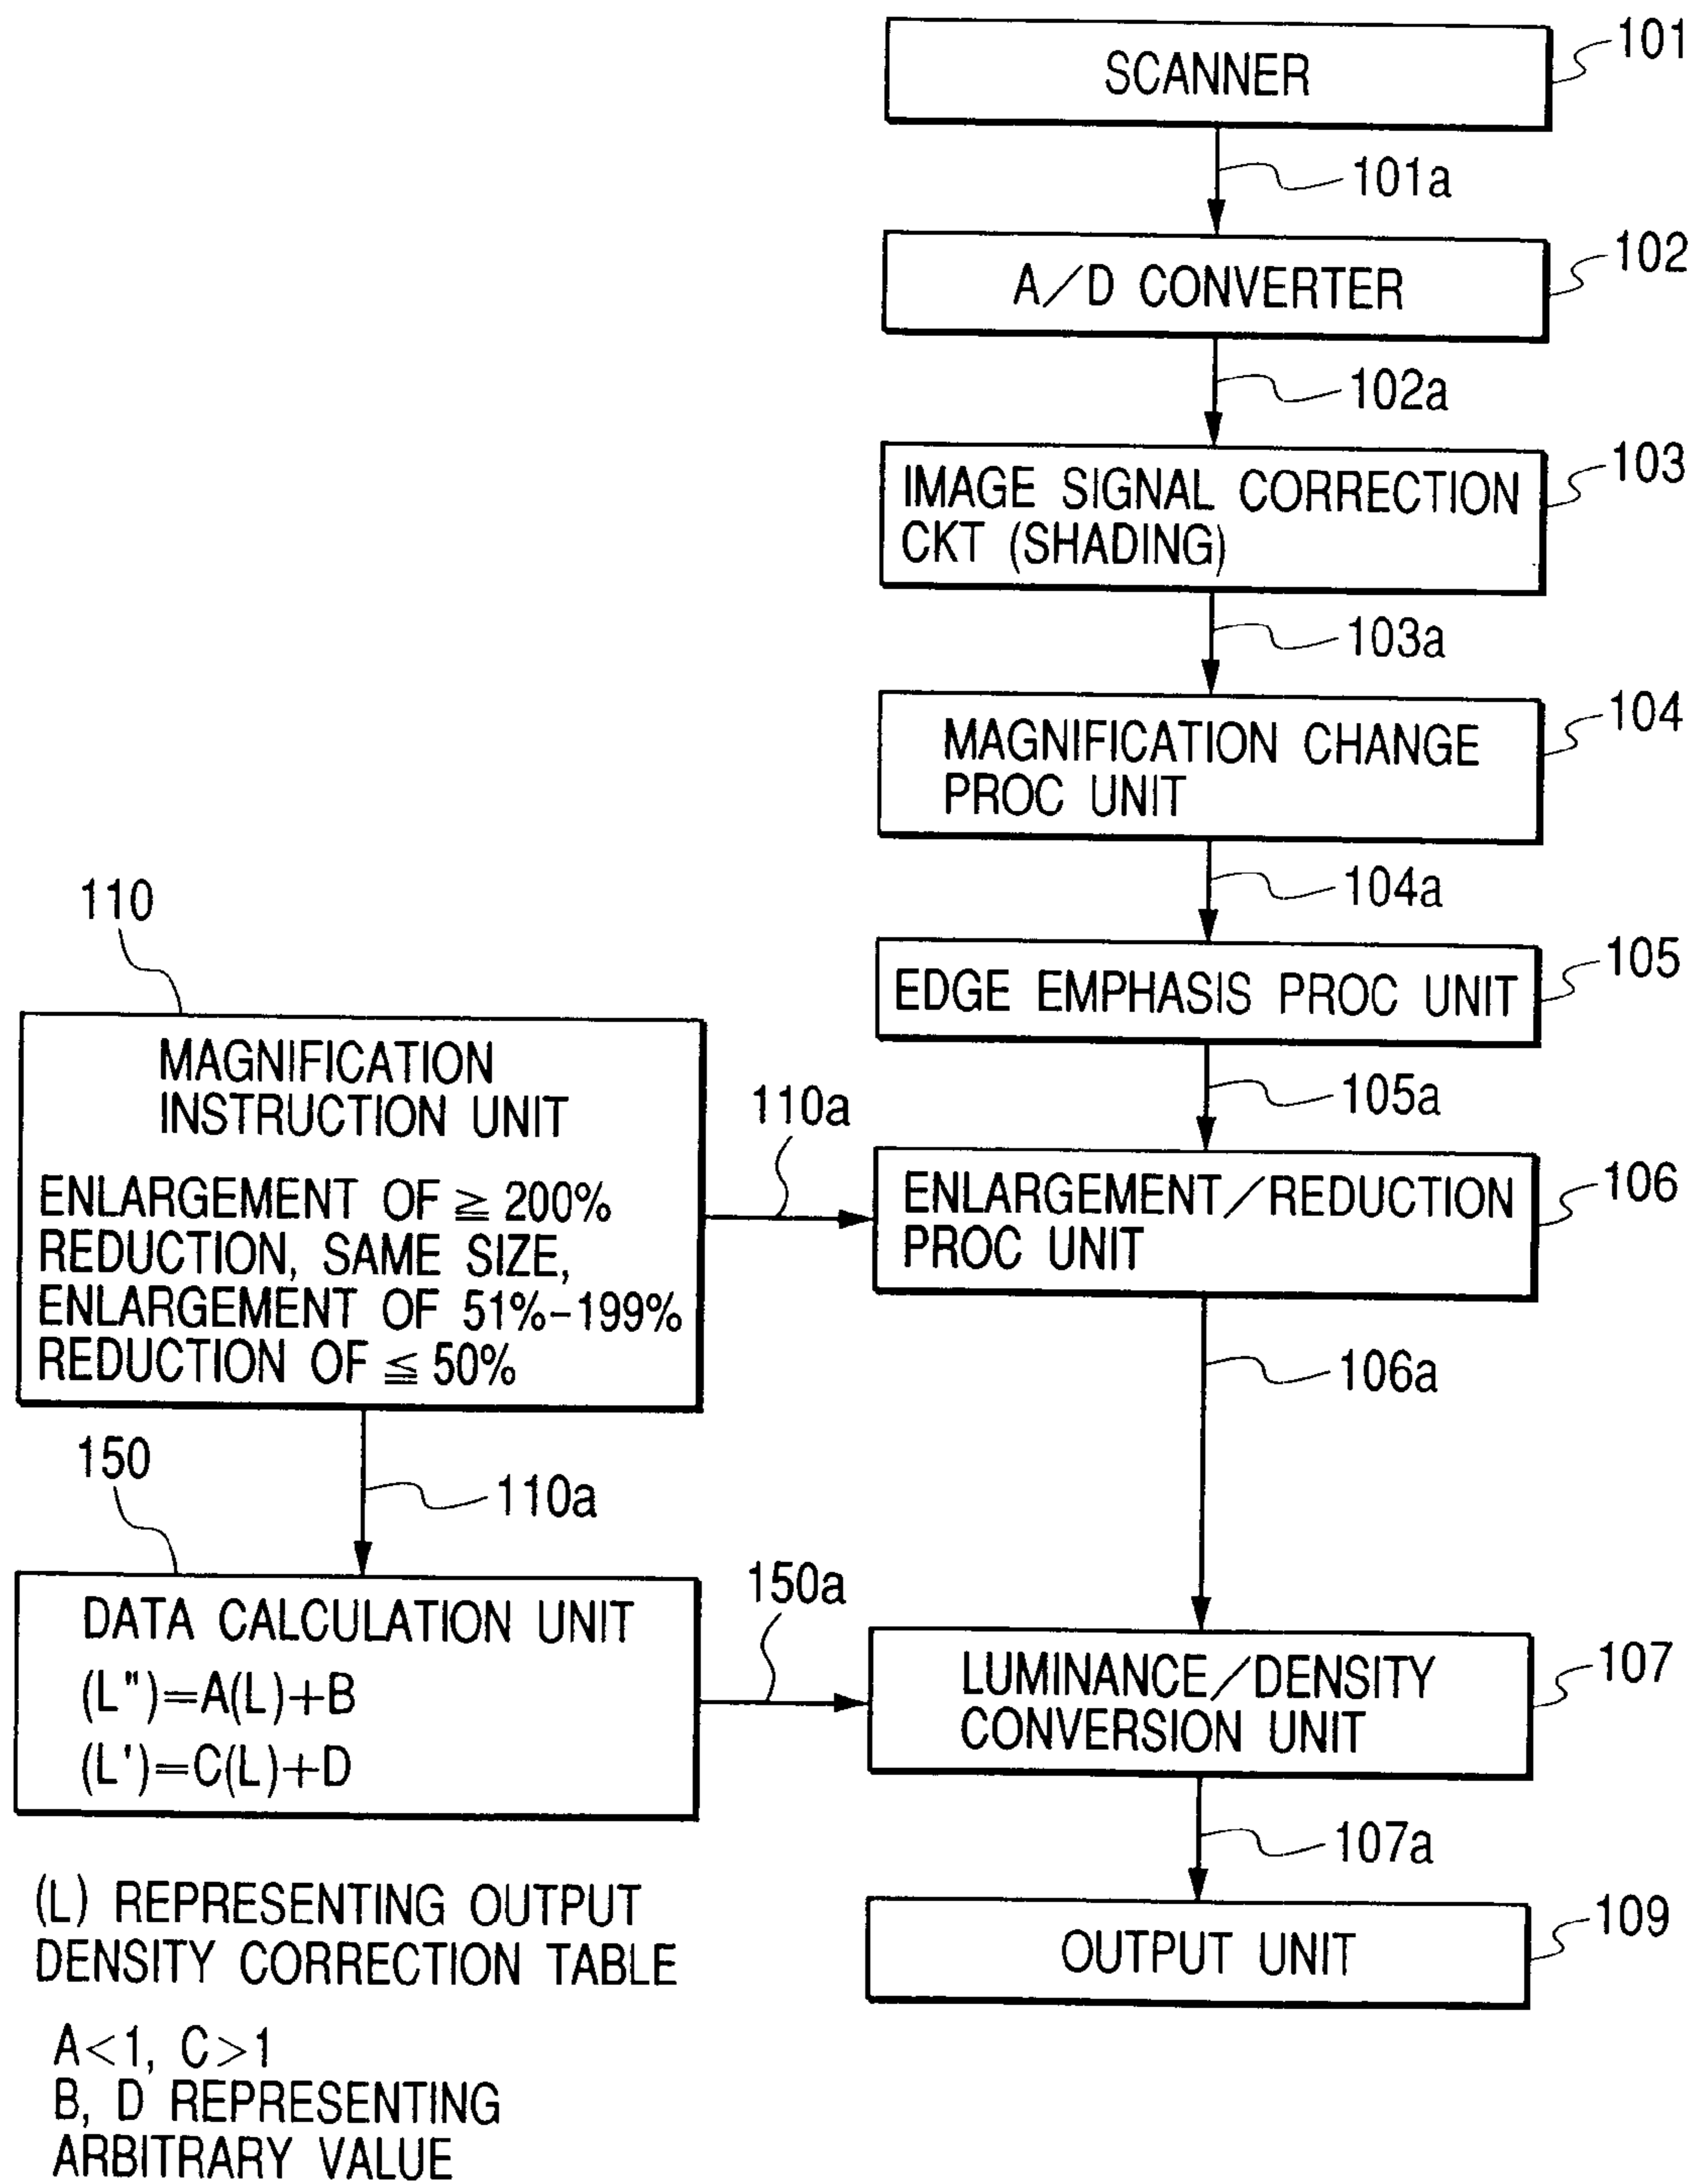 SCANNER
101
101a
A/D CONVERTER
102
102a
IMAGE SIGNAL CORRECTION
CKT (SHADING)
103
103a
MAGNIFICATION CHANGE
PROC UNIT
104
104a
EDGE EMPHASIS PROC UNIT
105
105a
110
MAGNIFICATION
INSTRUCTION UNIT
ENLARGEMENT OF ≧ 200%
REDUCTION, SAME SIZE,
ENLARGEMENT OF 51%-199%
REDUCTION OF ≦ 50%
110a
ENLARGEMENT/REDUCTION
PROC UNIT
106
106a
110a
150
DATA CALCULATION UNIT
(L")=A(L)+B
(L')=C(L)+D
150a
LUMINANCE/DENSITY
CONVERSION UNIT
107
107a
OUTPUT UNIT
109
(L) REPRESENTING OUTPUT
DENSITY CORRECTION TABLE
A<1, C>1
B, D REPRESENTING
ARBITRARY VALUE